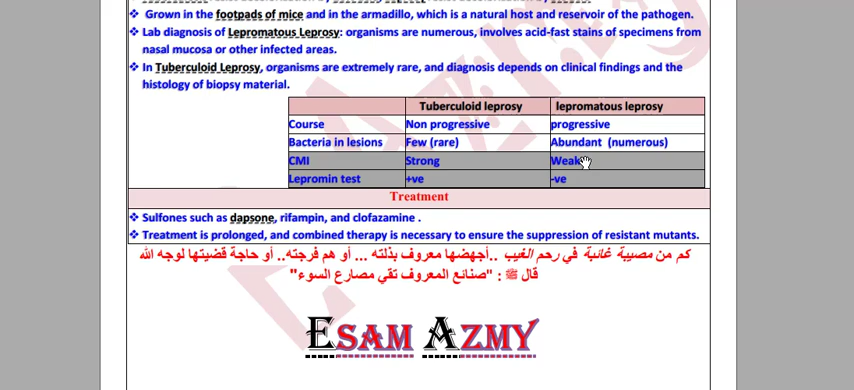 ❖ Grown in the footpads of mice and in the armadillo, which is a natural host and reservoir of the pathogen.
❖ Lab diagnosis of Lepromatous Leprosy: organisms are numerous, involves acid-fast stains of specimens from
nasal mucosa or other infected areas.
❖ In Tuberculoid Leprosy, organisms are extremely rare, and diagnosis depends on clinical findings and the
histology of biopsy material.
Tuberculoid leprosy lepromatous leprosy
Course Non progressive progressive
Bacteria in lesions Few (rare) Abundant (numerous)
CMI Strong Weak
Lepromin test +ve -ve
Treatment
❖ Sulfones such as dapsone, rifampin, and clofazamine .
❖ Treatment is prolonged, and combined therapy is necessary to ensure the suppression of resistant mutants.
كم من مصيبة غائبة في رحم الغيب ..أجهضها معروف بذلته ... أو هم فرجته.. أو حاجة قضيتها لوجه الله
قال ﷺ : "صنائع المعروف تقي مصارع السوء"
ESAM AZMY